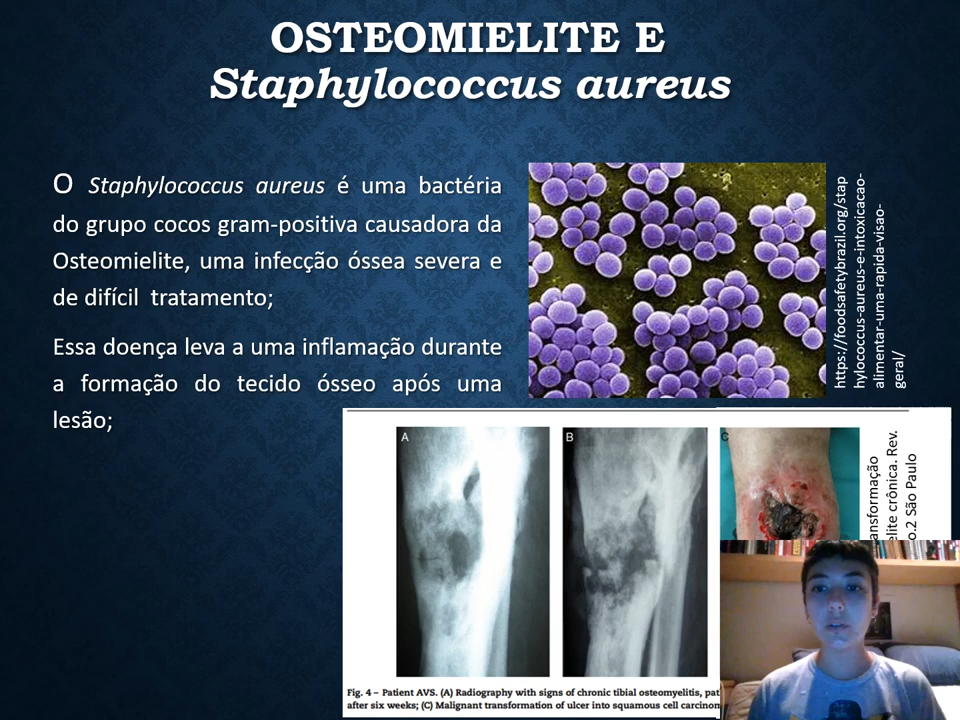 OSTEOMIELITE E
Staphylococcus aureus
O Staphylococcus aureus é uma bactéria
do grupo cocos gram-positiva causadora da
Osteomielite, uma infecção óssea severa e
de difícil tratamento;
Essa doença leva a uma inflamação durante
a formação do tecido ósseo após uma
lesão;
https://foodsafetybrazil.org/stap
hylococcus-aureus-e-intoxicacao-
alimentar-uma-rapida-visao-
geral/
A
B
C
ansformação
elite crônica. Rev.
o.2 São Paulo
Fig. 4 – Patient AVS. (A) Radiography with signs of chronic tibial osteomyelitis, pat
after six weeks; (C) Malignant transformation of ulcer into squamous cell carcinom